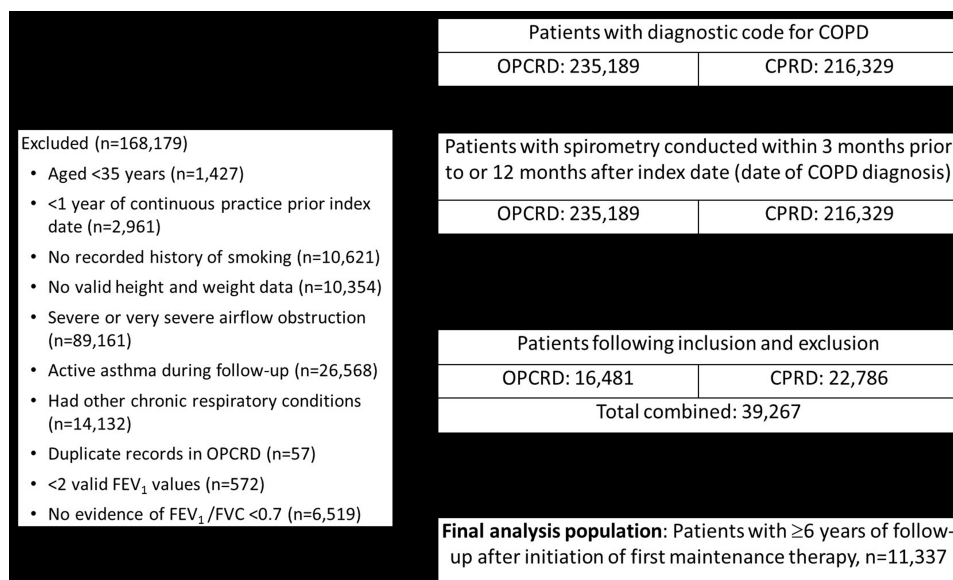 Patients with diagnostic code for COPD
OPCRD: 235,189
CPRD: 216,329
Excluded (n=168,179)
• Aged <35 years (n=1,427)
• <1 year of continuous practice prior index
date (n=2,961)
• No recorded history of smoking (n=10,621)
• No valid height and weight data (n=10,354)
• Severe or very severe airflow obstruction
(n=89,161)
• Active asthma during follow-up (n=26,568)
• Had other chronic respiratory conditions
(n=14,132)
• Duplicate records in OPCRD (n=57)
• <2 valid FEV₁ values (n=572)
• No evidence of FEV₁/FVC <0.7 (n=6,519)
Patients with spirometry conducted within 3 months prior
to or 12 months after index date (date of COPD diagnosis)
OPCRD: 235,189
CPRD: 216,329
Patients following inclusion and exclusion
OPCRD: 16,481
CPRD: 22,786
Total combined: 39,267
Final analysis population: Patients with ≥6 years of follow-
up after initiation of first maintenance therapy, n=11,337